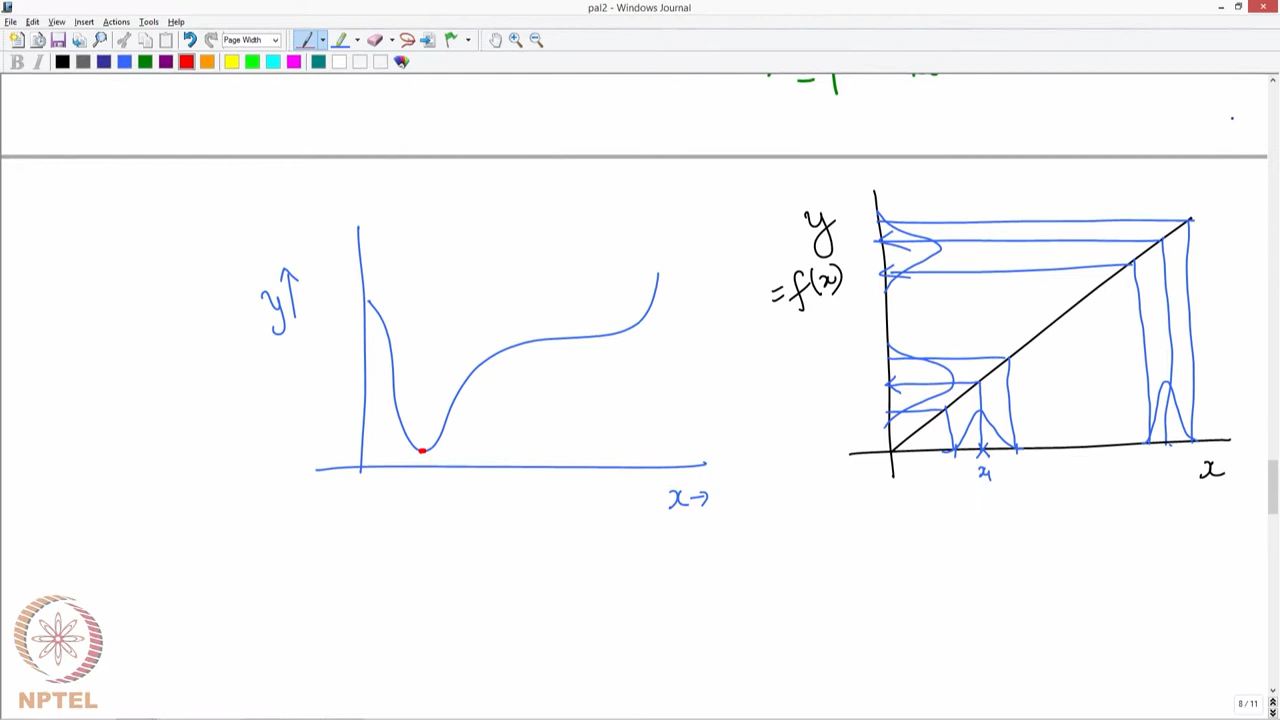 pal2 - Windows Journal
File Edit View Insert Actions Tools Help
Page Width
B I
y↑
x→
y
=f(x)
x₁
x
NPTEL
8 / 11